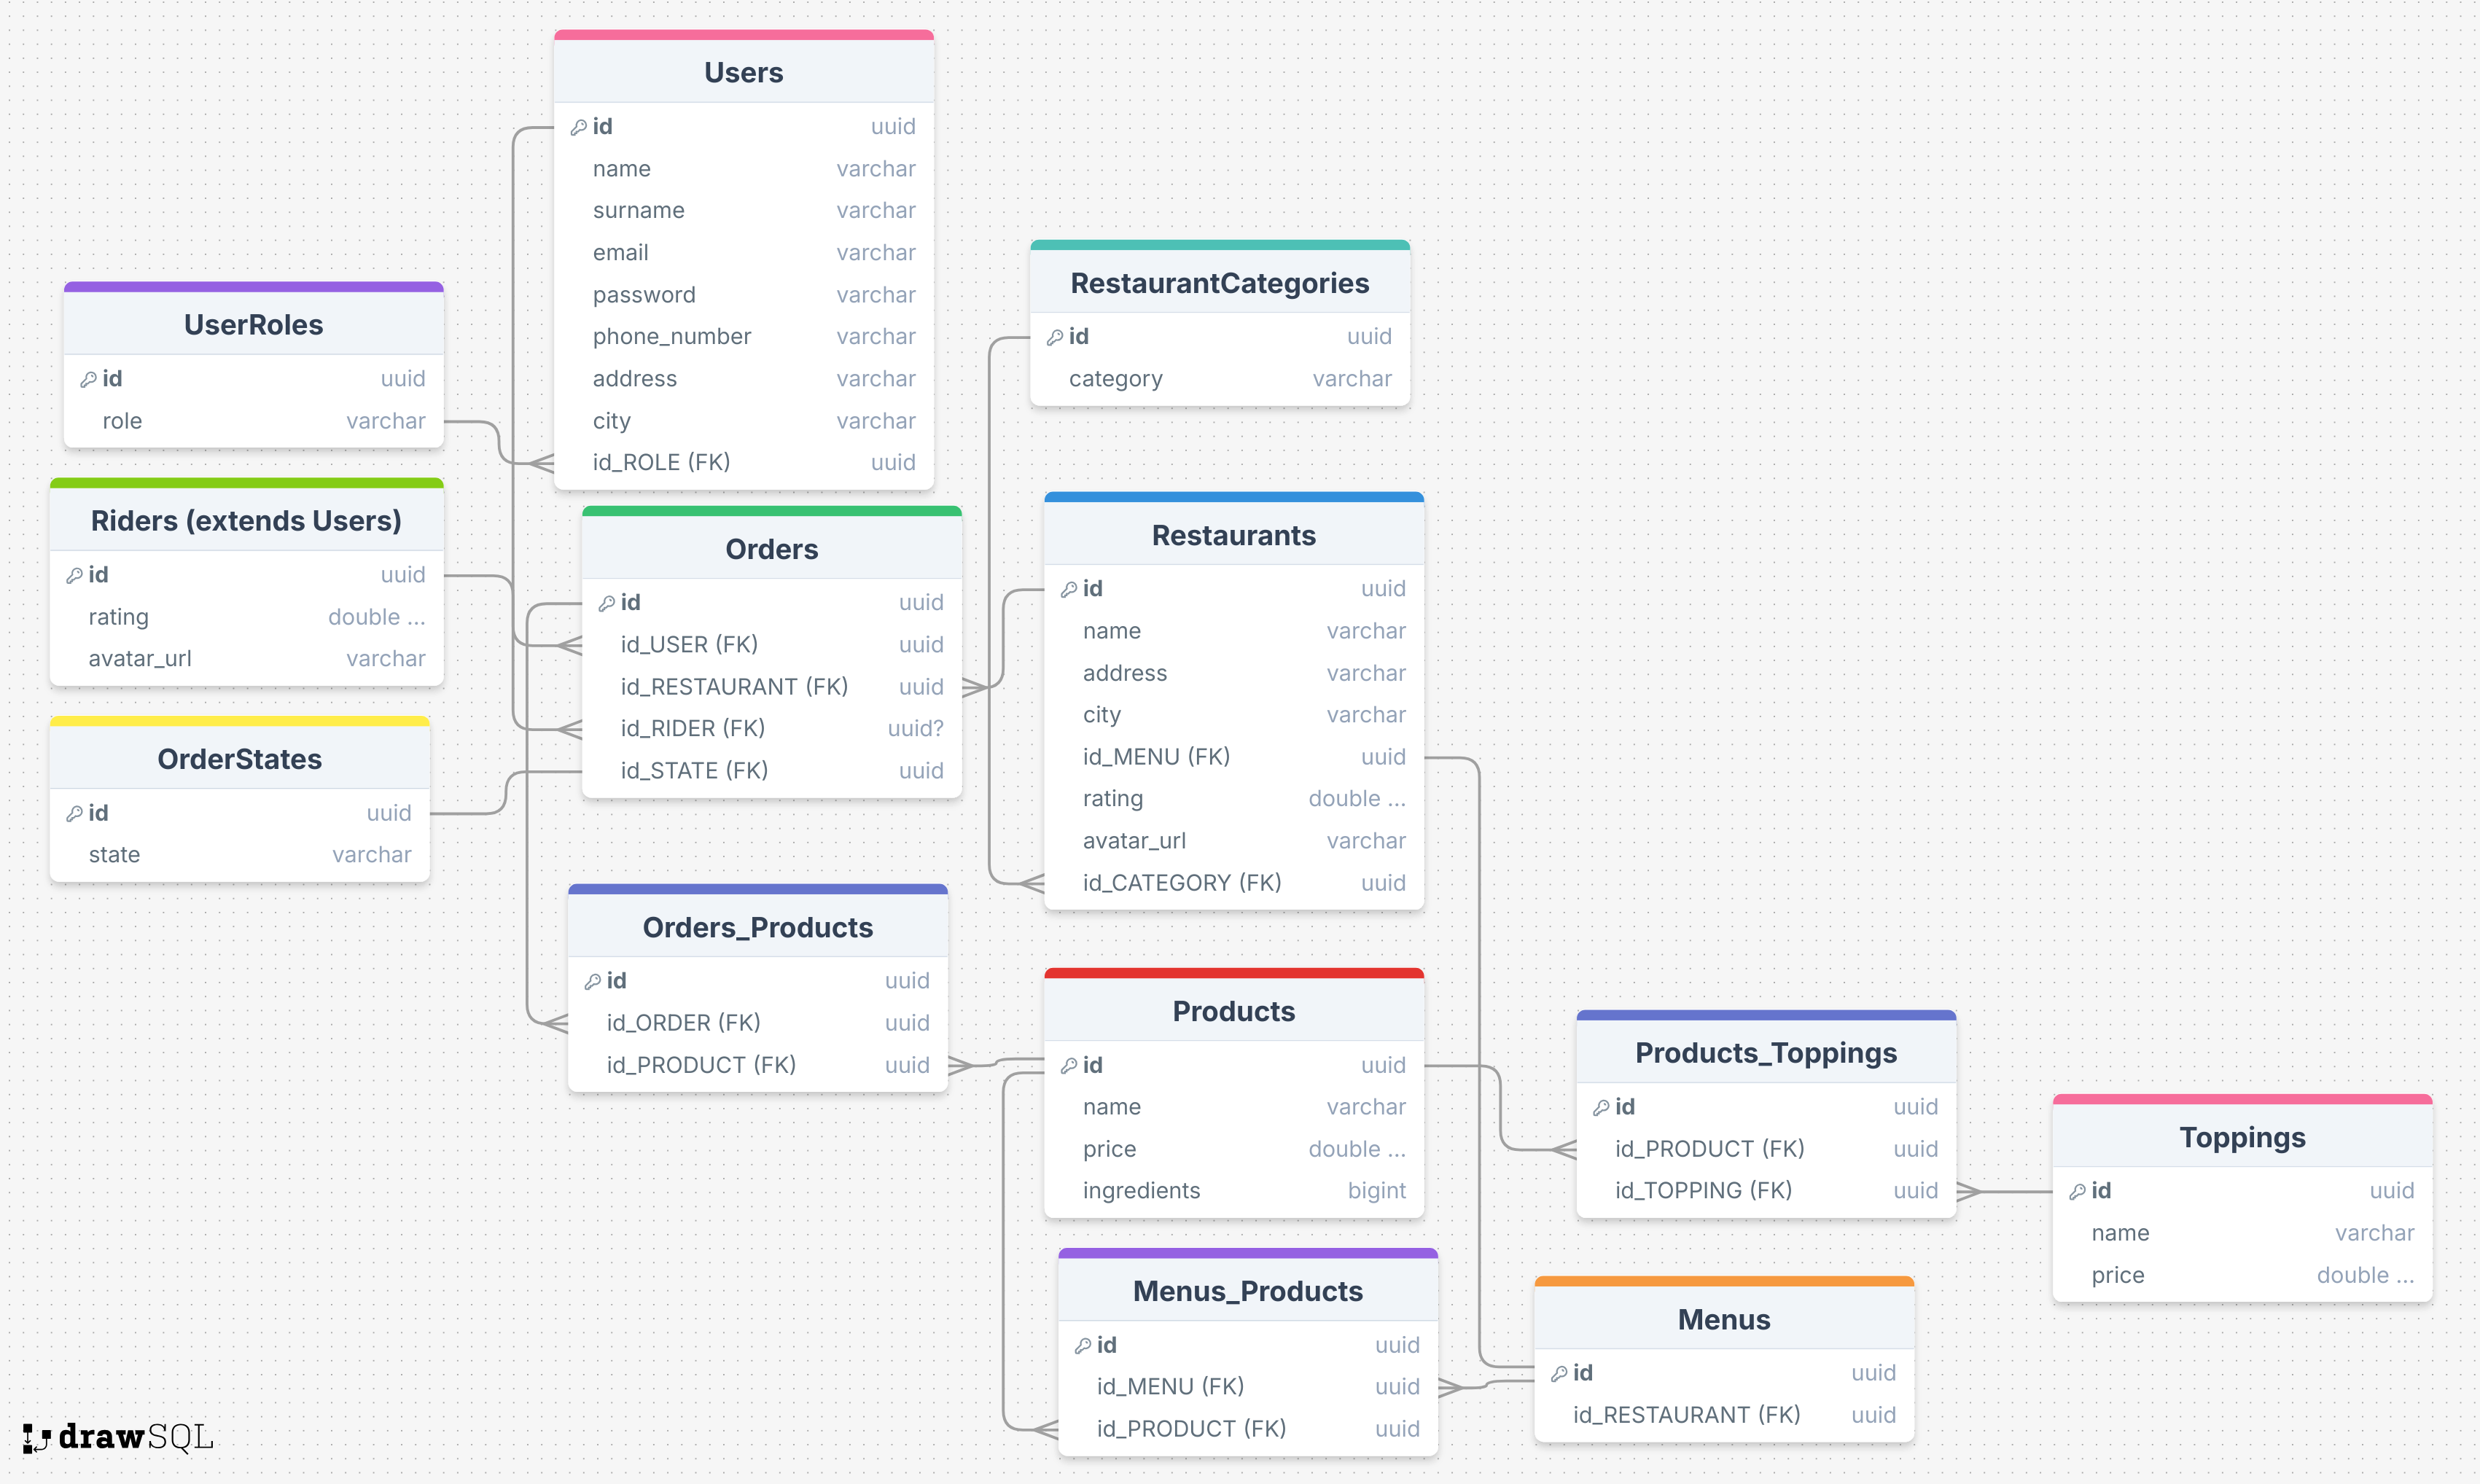 Users
id uuid
name varchar
surname varchar
email varchar
password varchar
phone_number varchar
address varchar
city varchar
id_ROLE (FK) uuid
UserRoles
id uuid
role varchar
Riders (extends Users)
id uuid
rating double ...
avatar_url varchar
OrderStates
id uuid
state varchar
Orders
id uuid
id_USER (FK) uuid
id_RESTAURANT (FK) uuid
id_RIDER (FK) uuid?
id_STATE (FK) uuid
Orders_Products
id uuid
id_ORDER (FK) uuid
id_PRODUCT (FK) uuid
RestaurantCategories
id uuid
category varchar
Restaurants
id uuid
name varchar
address varchar
city varchar
id_MENU (FK) uuid
rating double ...
avatar_url varchar
id_CATEGORY (FK) uuid
Products
id uuid
name varchar
price double ...
ingredients bigint
Menus_Products
id uuid
id_MENU (FK) uuid
id_PRODUCT (FK) uuid
Products_Toppings
id uuid
id_PRODUCT (FK) uuid
id_TOPPING (FK) uuid
Menus
id uuid
id_RESTAURANT (FK) uuid
Toppings
id uuid
name varchar
price double ...
drawSQL